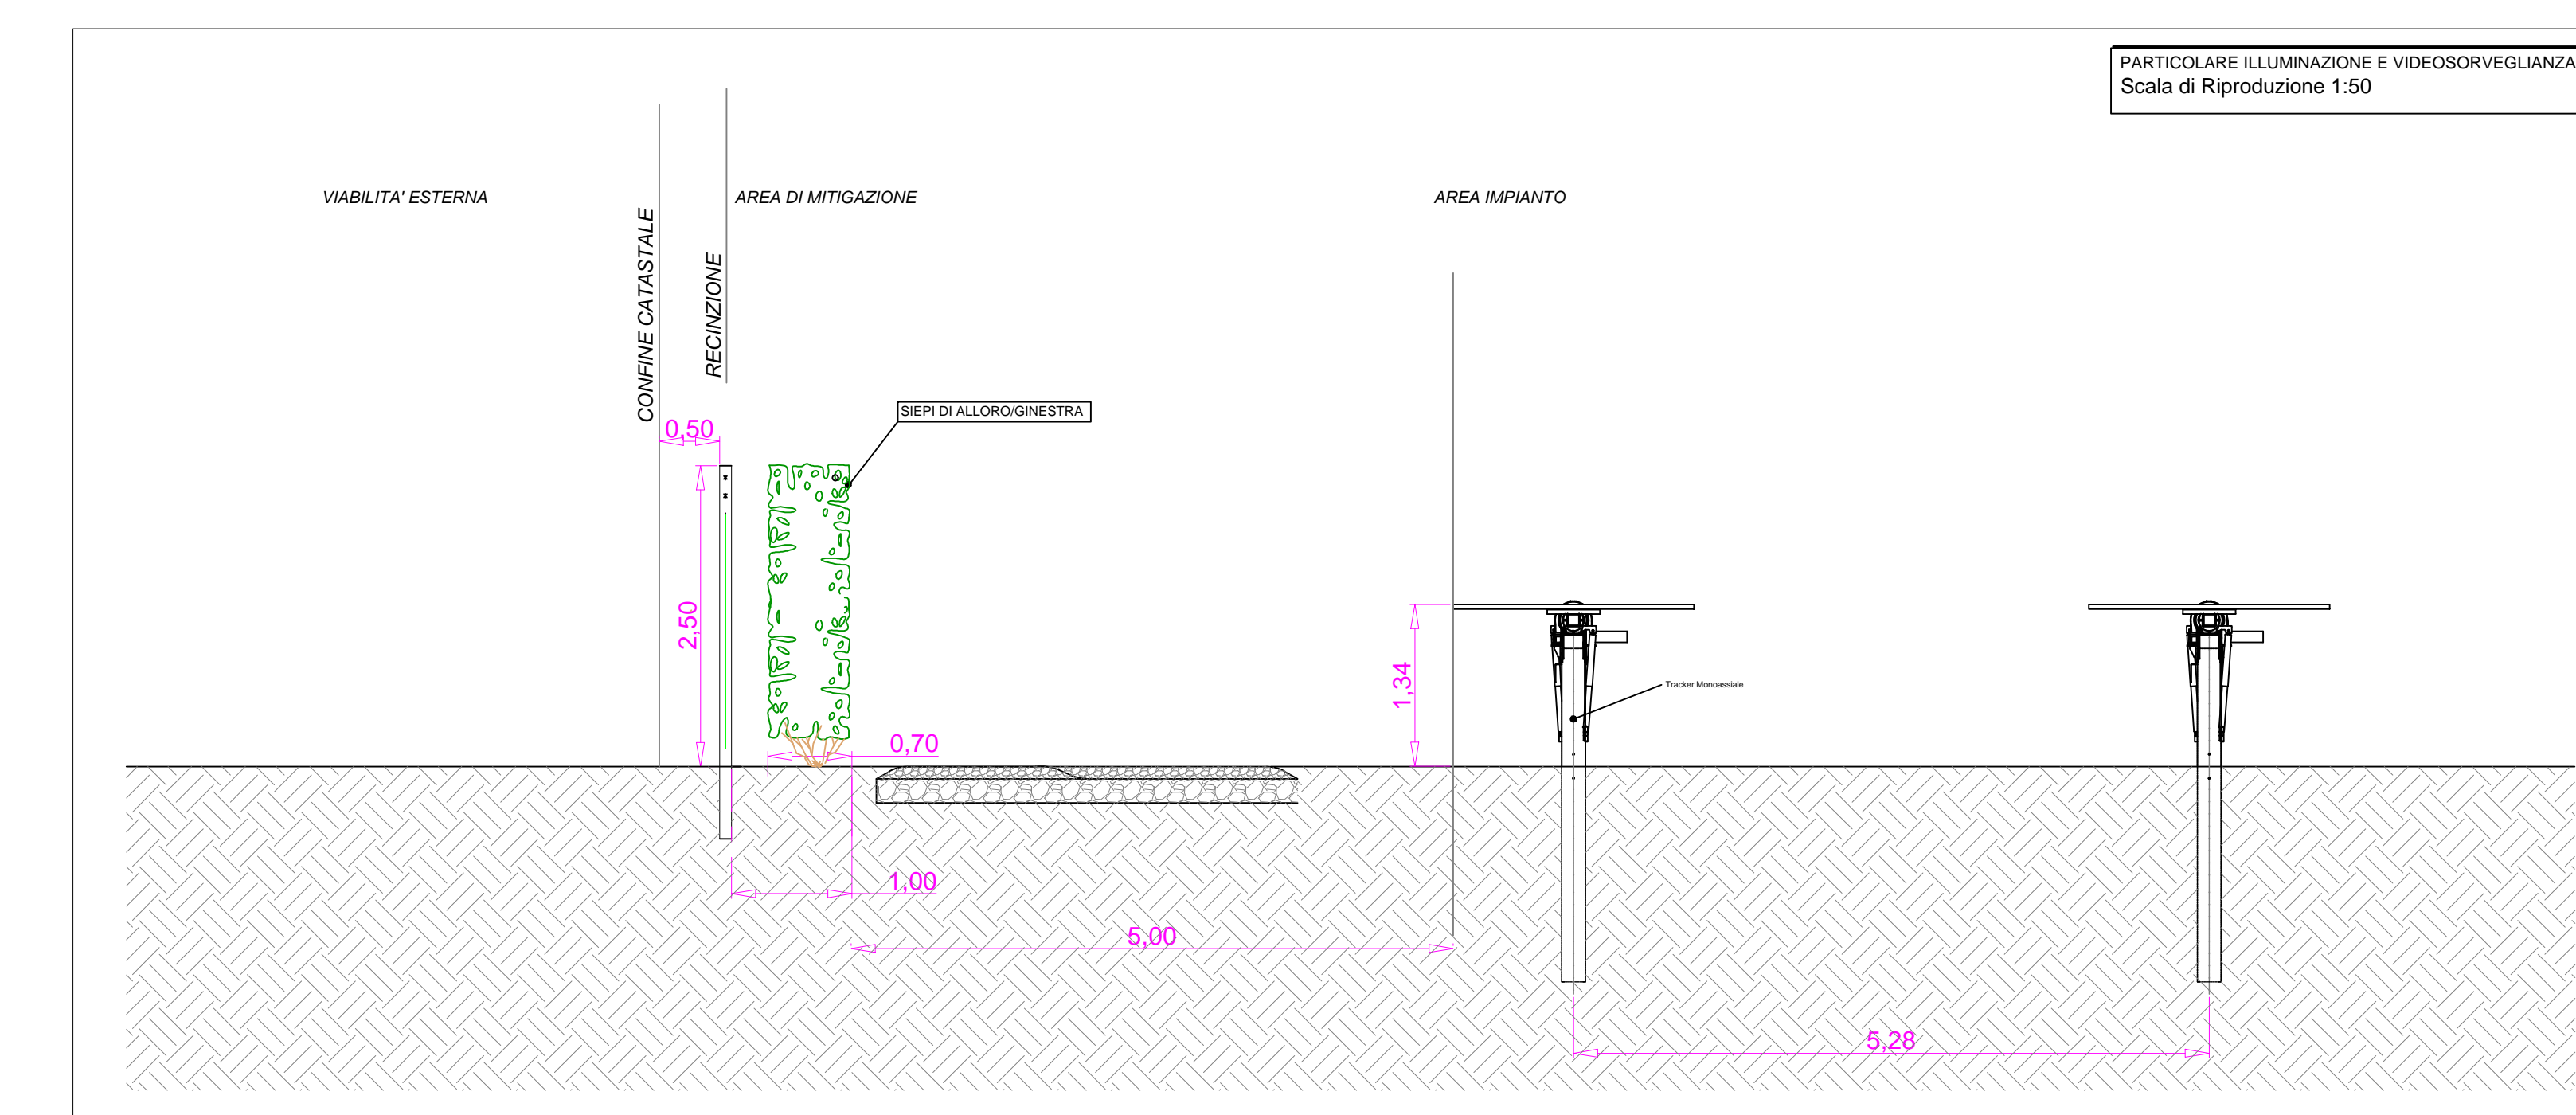 PARTICOLARE ILLUMINAZIONE E VIDEOSORVEGLIANZA
Scala di Riproduzione 1:50
VIABILITA' ESTERNA
CONFINE CATASTALE
RECINZIONE
AREA DI MITIGAZIONE
AREA IMPIANTO
SIEPI DI ALLORO/GINESTRA
0,50
2,50
1,34
Tracker Monoassiale
0,70
1,00
5,00
5,28